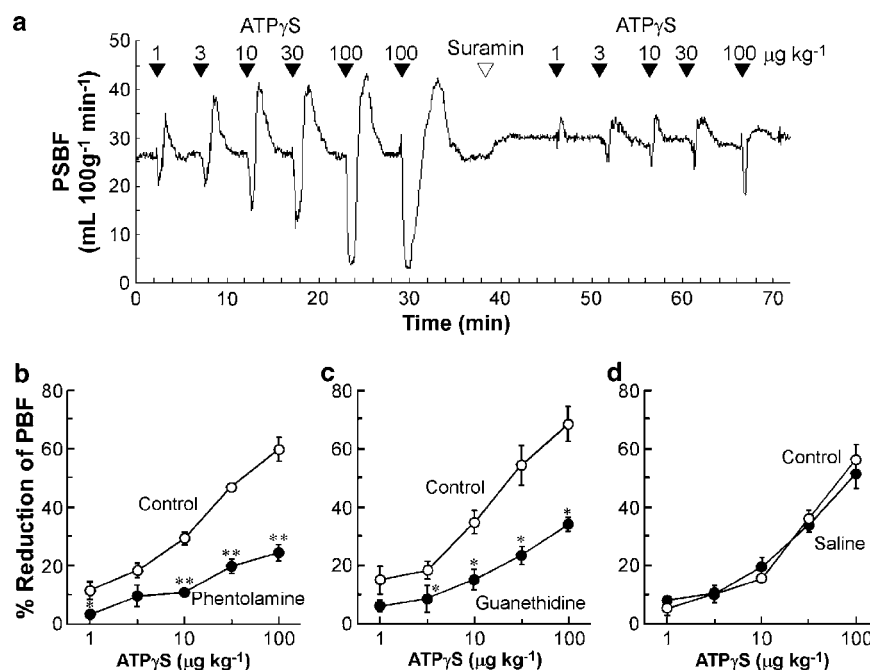 a
ATPγS
ATPγS
1 3 10 30 100 100 Suramin 1 3 10 30 100 μg kg-1
PSBF
(mL 100g-1 min-1)
50
40
30
20
10
0
0 10 20 30 40 50 60 70
Time (min)
b
% Reduction of PBF
80
60
40
20
0
Control
** ** **
*
Phentolamine
1 10 100
ATPγS (μg kg-1)
c
80
60
40
20
0
Control
* * * *
Guanethidine
1 10 100
ATPγS (μg kg-1)
d
80
60
40
20
0
Control
Saline
1 10 100
ATPγS (μg kg-1)